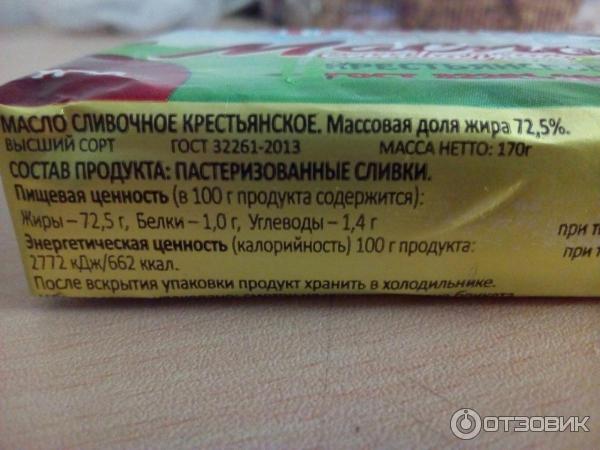 КРЕСТЬЯНСКОЕ
МАСЛО СЛИВОЧНОЕ КРЕСТЬЯНСКОЕ. Массовая доля жира 72,5%.
ВЫСШИЙ СОРТ ГОСТ 32261-2013 МАССА НЕТТО: 170г
СОСТАВ ПРОДУКТА: ПАСТЕРИЗОВАННЫЕ СЛИВКИ.
Пищевая ценность (в 100 г продукта содержится):
Жиры – 72,5 г, Белки – 1,0 г, Углеводы – 1,4 г
при т
Энергетическая ценность (калорийность) 100 г продукта:
при т
2772 кДж/662 ккал.
После вскрытия упаковки продукт хранить в холодильнике.
ОТЗОВИК